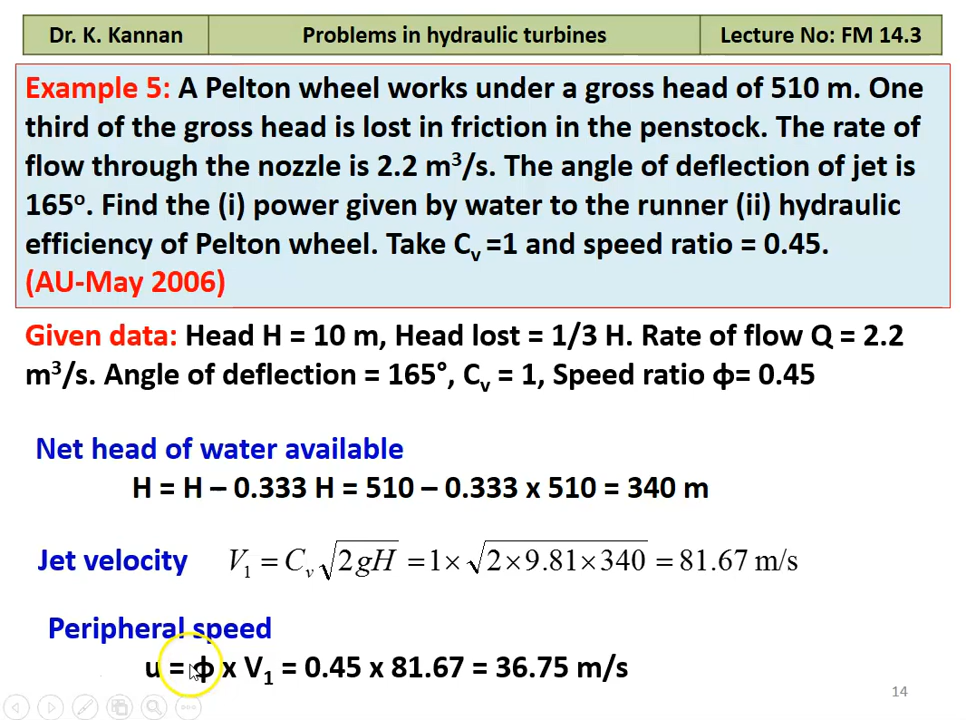 Dr. K. Kannan
Problems in hydraulic turbines
Lecture No: FM 14.3
Example 5: A Pelton wheel works under a gross head of 510 m. One
third of the gross head is lost in friction in the penstock. The rate of
flow through the nozzle is 2.2 m³/s. The angle of deflection of jet is
165º. Find the (i) power given by water to the runner (ii) hydraulic
efficiency of Pelton wheel. Take Cᵥ =1 and speed ratio = 0.45.
(AU-May 2006)
Given data: Head H = 10 m, Head lost = 1/3 H. Rate of flow Q = 2.2
m³/s. Angle of deflection = 165°, Cᵥ = 1, Speed ratio ф= 0.45
Net head of water available
H = H – 0.333 H = 510 – 0.333 x 510 = 340 m
Jet velocity V₁ = Cᵥ √2gH = 1× √2×9.81×340 = 81.67 m/s
Peripheral speed
u = ф x V₁ = 0.45 x 81.67 = 36.75 m/s
14